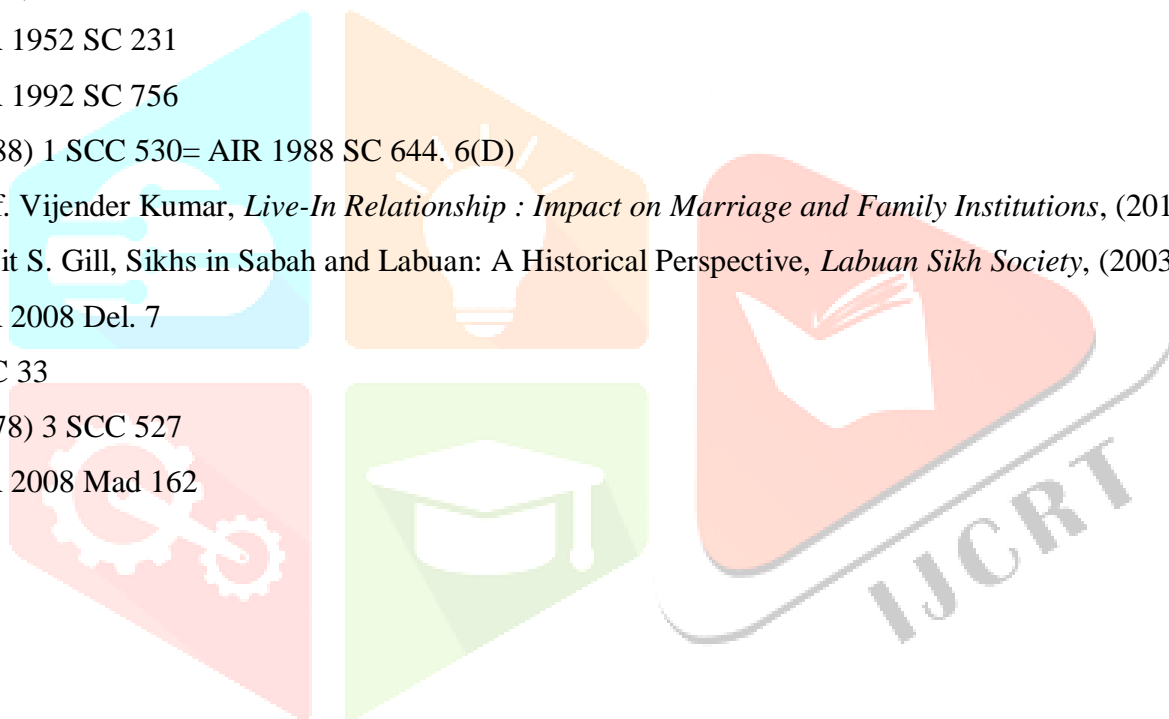 1952 SC 231
1992 SC 756
88) 1 SCC 530= AIR 1988 SC 644. 6(D)
f. Vijender Kumar, Live-In Relationship : Impact on Marriage and Family Institutions, (201
it S. Gill, Sikhs in Sabah and Labuan: A Historical Perspective, Labuan Sikh Society, (2003
2008 Del. 7
C 33
78) 3 SCC 527
2008 Mad 162
IJCRT